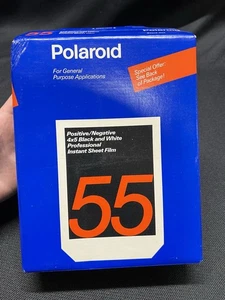 55
Polaroid
For General
Purpose Applications
Special Offer
See Back
of Package!
Positive/Negative
4x5 Black and White
Professional
Instant Sheet Film
55